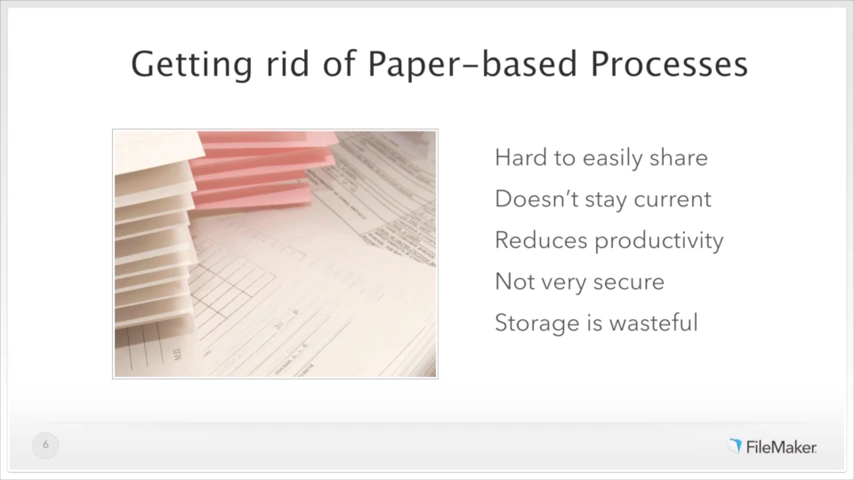 Getting rid of Paper-based Processes
Hard to easily share
Doesn't stay current
Reduces productivity
Not very secure
Storage is wasteful
6
FileMaker